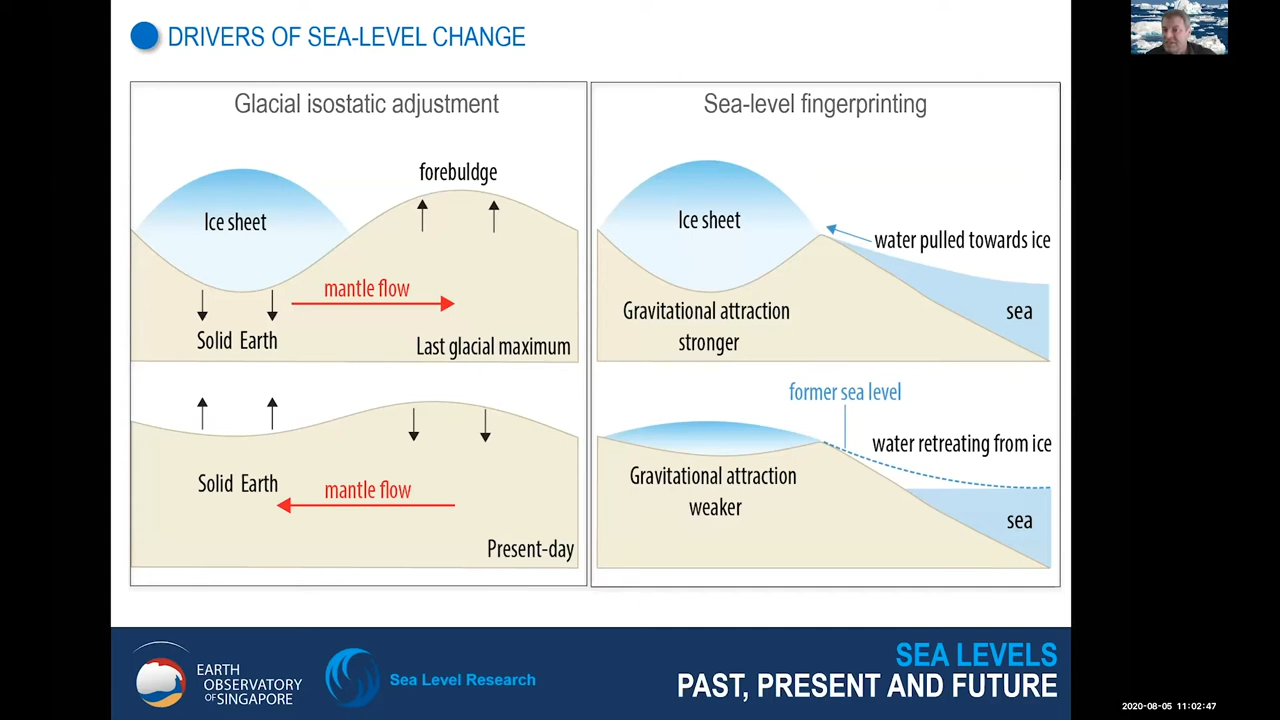 DRIVERS OF SEA-LEVEL CHANGE
Glacial isostatic adjustment
forebuldge
Ice sheet
mantle flow
Solid Earth
Last glacial maximum
Solid Earth
mantle flow
Present-day
Sea-level fingerprinting
Ice sheet
water pulled towards ice
Gravitational attraction
stronger
sea
former sea level
water retreating from ice
Gravitational attraction
weaker
sea
EARTH
OBSERVATORY
OF SINGAPORE
Sea Level Research
SEA LEVELS
PAST, PRESENT AND FUTURE
2020-08-05 11:02:47